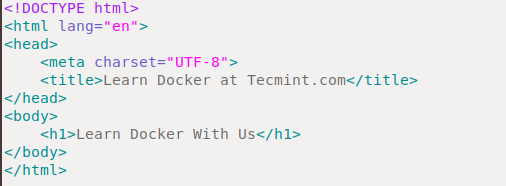 <!DOCTYPE html>
<html lang="en">
<head>
    <meta charset="UTF-8">
    <title>Learn Docker at Tecmint.com</title>
</head>
<body>
    <h1>Learn Docker With Us</h1>
</body>
</html>